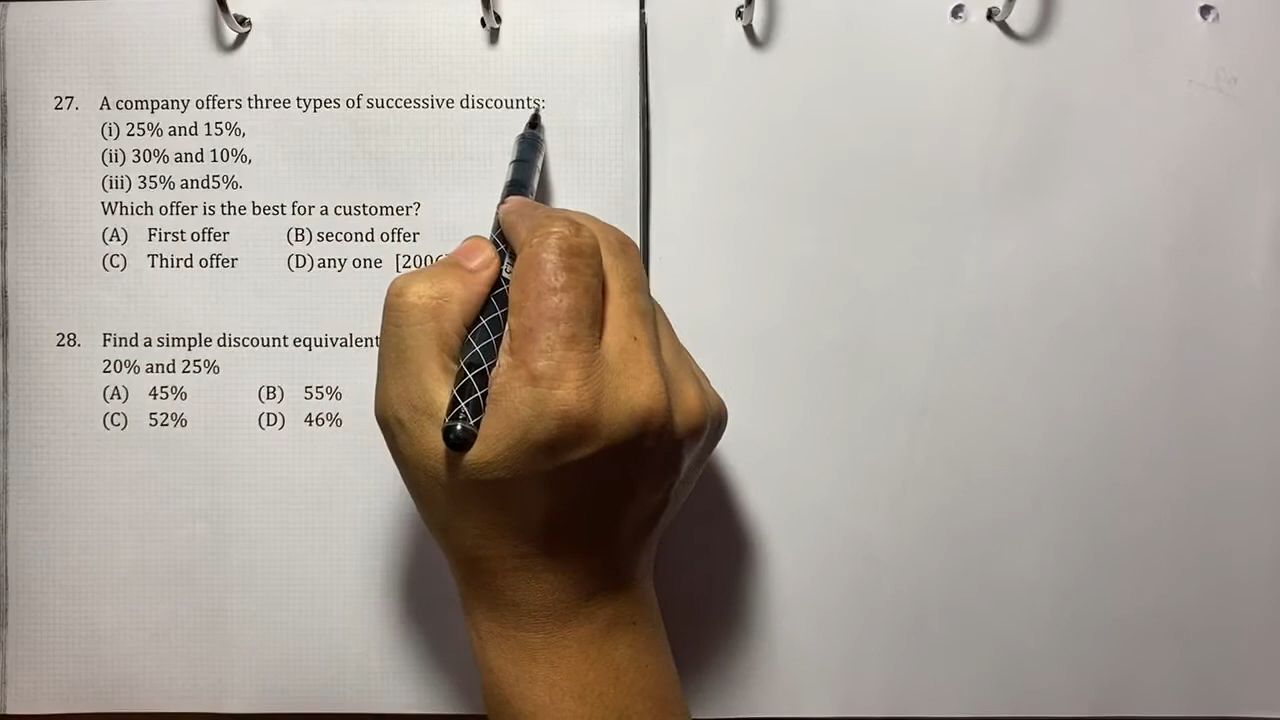 27. A company offers three types of successive discounts:
(i) 25% and 15%,
(ii) 30% and 10%,
(iii) 35% and5%.
Which offer is the best for a customer?
(A) First offer (B) second offer
(C) Third offer (D) any one [2006
28. Find a simple discount equivalent
20% and 25%
(A) 45% (B) 55%
(C) 52% (D) 46%